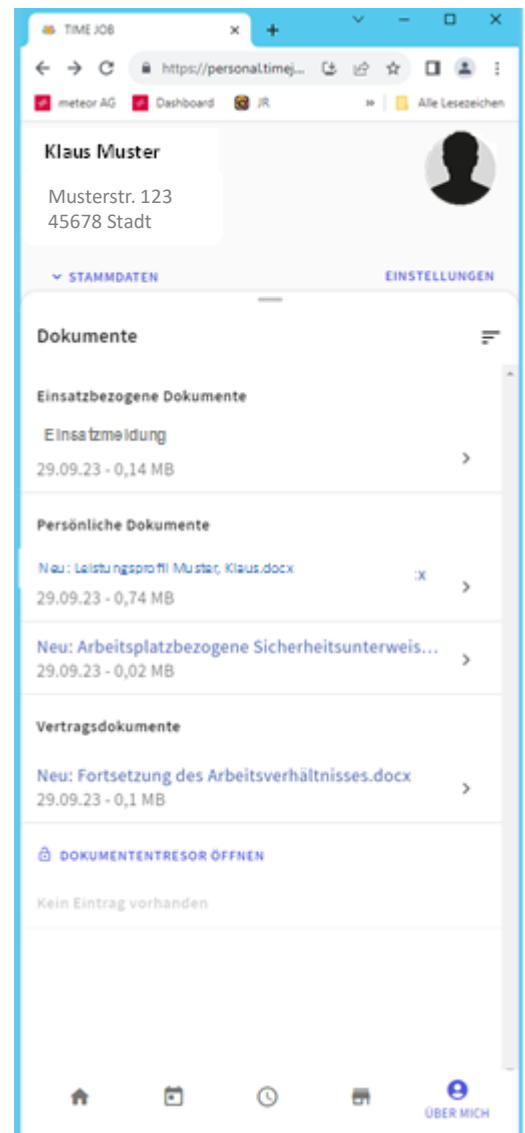 TIME JOB
https://personal.timej...
meteor AG Dashboard JR » Alle Lesezeichen
Klaus Muster
Musterstr. 123
45678 Stadt
STAMMDATEN EINSTELLUNGEN
Dokumente
Einsatzbezogene Dokumente
Einsatzmeldung
29.09.23 - 0,14 MB
Persönliche Dokumente
Neu: Leistungsprofil Muster, Klaus.docx :x
29.09.23 - 0,74 MB
Neu: Arbeitsplatzbezogene Sicherheitsunterweis...
29.09.23 - 0,02 MB
Vertragsdokumente
Neu: Fortsetzung des Arbeitsverhältnisses.docx
29.09.23 - 0,1 MB
DOKUMENTENTRESOR ÖFFNEN
Kein Eintrag vorhanden
ÜBER MICH